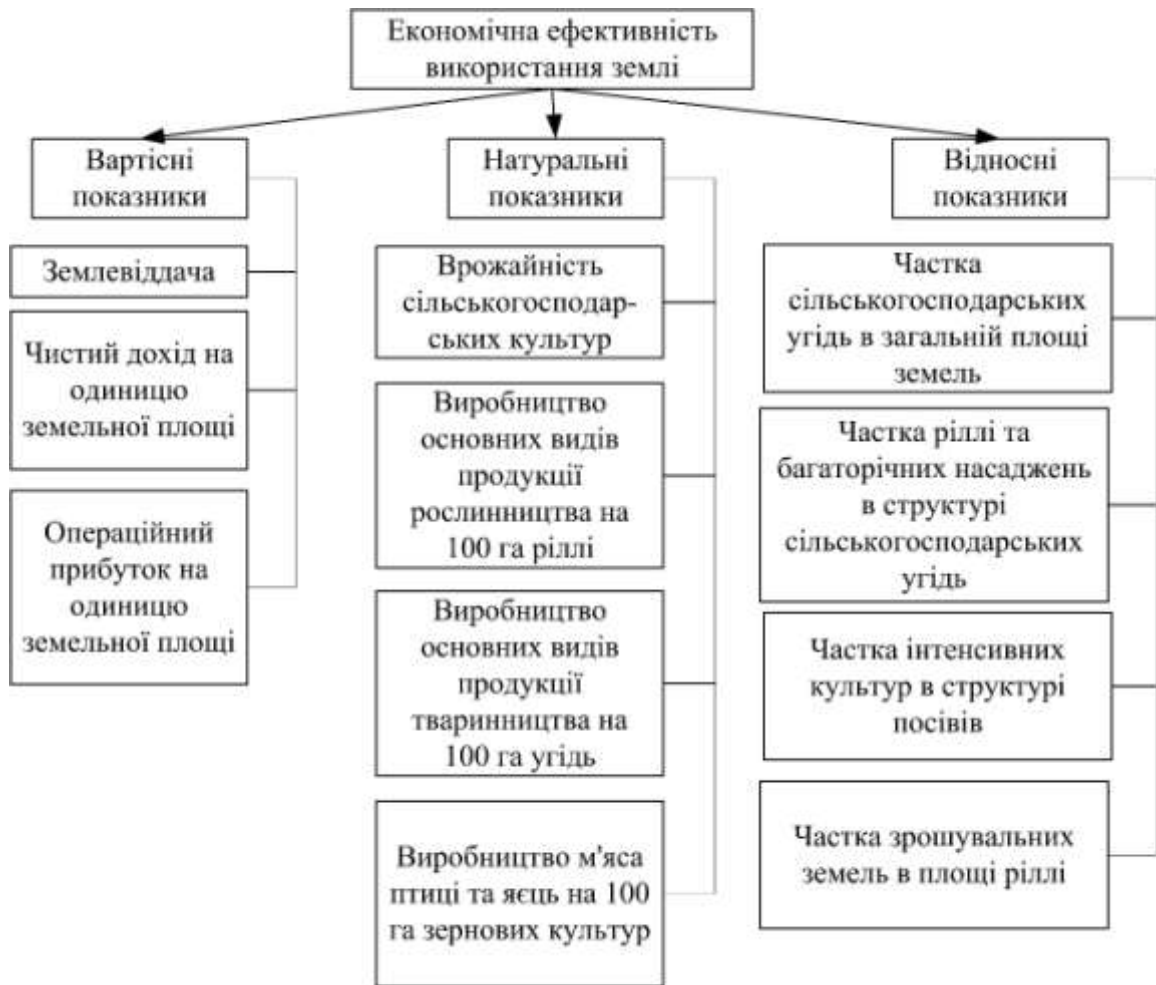 Економічна ефективність
використання землі
Вартісні
показники
Землевіддача
Чистий дохід на
одиницю
земельної площі
Операційний
прибуток на
одиницю
земельної площі
Натуральні
показники
Врожайність
сільськогосподар-
ських культур
Виробництво
основних видів
продукції
рослинництва на
100 га ріллі
Виробництво
основних видів
продукції
тваринництва на
100 га угідь
Виробництво м'яса
птиці та яєць на 100
га зернових культур
Відносні
показники
Частка
сільськогосподарських
угідь в загальній площі
земель
Частка ріллі та
багаторічних насаджень
в структурі
сільськогосподарських
угідь
Частка інтенсивних
культур в структурі
посівів
Частка зрошувальних
земель в площі ріллі